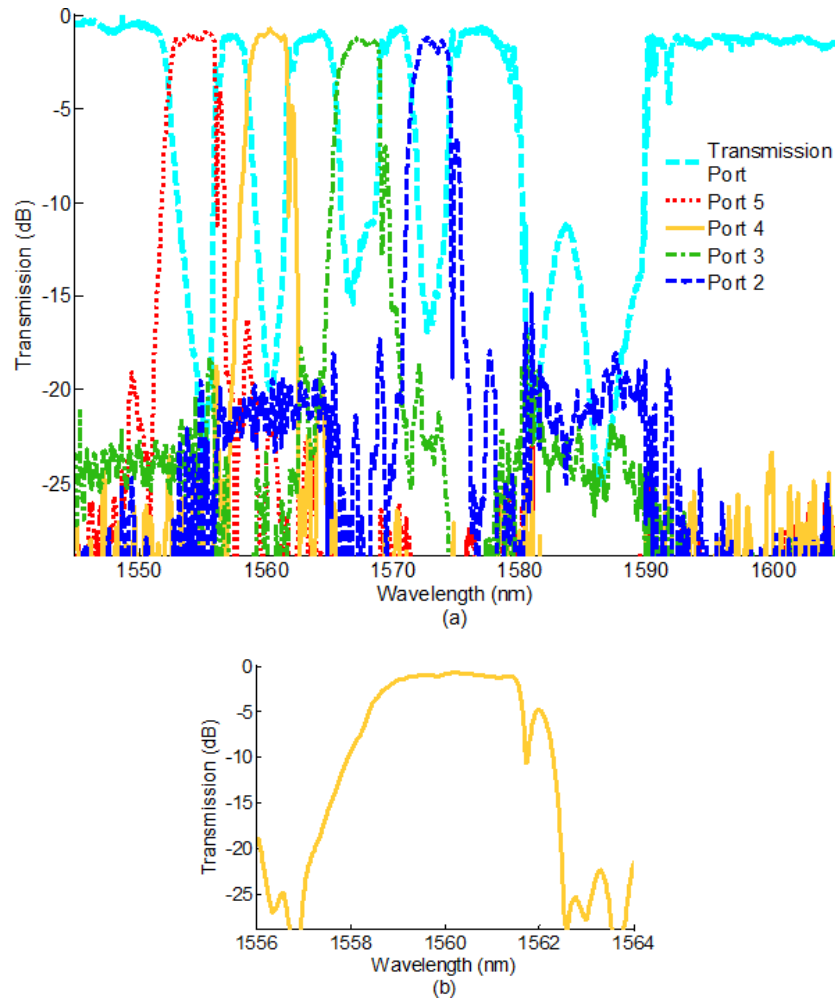 0
-5
-10
-15
-20
-25
Transmission (dB)
1550 1560 1570 1580 1590 1600
Wavelength (nm)
(a)
Transmission
Port
Port 5
Port 4
Port 3
Port 2
0
-5
-10
-15
-20
-25
Transmission (dB)
1556 1558 1560 1562 1564
Wavelength (nm)
(b)